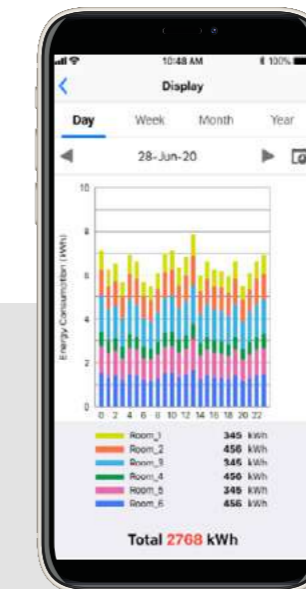 10:48 AM 100%
Display
Day Week Month Year
28-Jun-20
Energy Consumption (kWh)
10
8
6
4
2
0
0 2 4 6 8 10 12 14 16 18 20 22
Room_1 345 kWh
Room_2 456 kWh
Room_3 345 kWh
Room_4 456 kWh
Room_5 345 kWh
Room_6 456 kWh
Total 2768 kWh